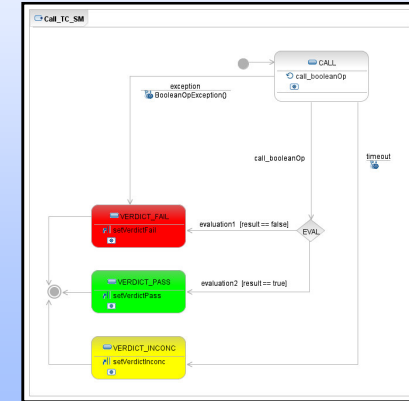 Call_TC_SM
CALL
call_booleanOp
exception
BooleanOpException()
call_booleanOp
timeout
VERDICT_FAIL
setVerdictFail
evaluation1 [result == false]
EVAL
VERDICT_PASS
setVerdictPass
evaluation2 [result == true]
VERDICT_INCONC
setVerdictInconc